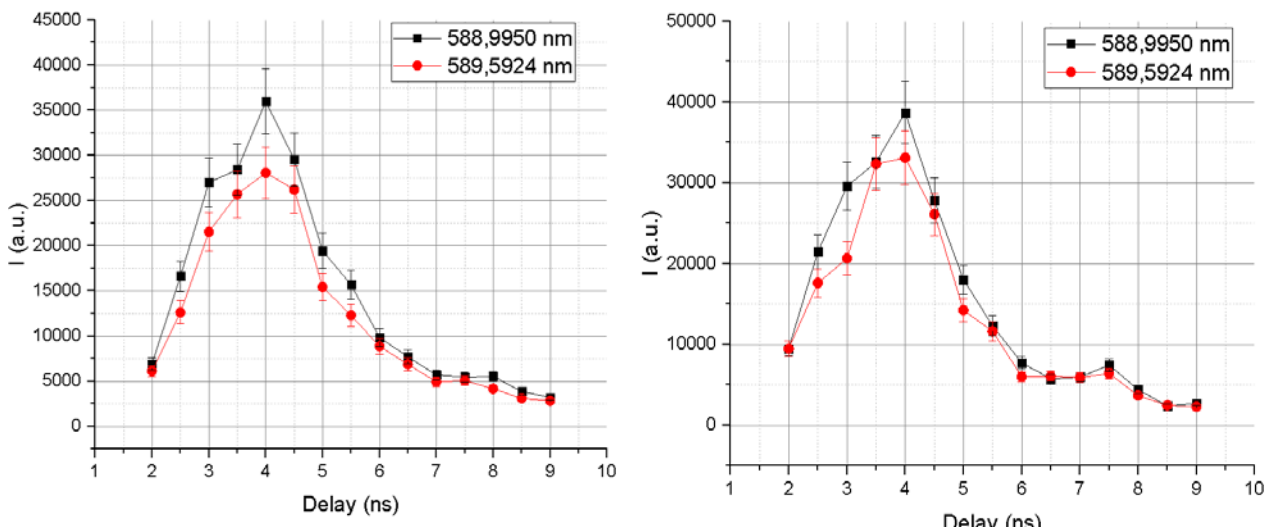 45000
40000
35000
30000
25000
20000
15000
10000
5000
0
I (a.u.)
588,9950 nm
589,5924 nm
1 2 3 4 5 6 7 8 9 10
Delay (ns)
50000
40000
30000
20000
10000
0
I (a.u.)
588,9950 nm
589,5924 nm
1 2 3 4 5 6 7 8 9 10
Delay (ns)